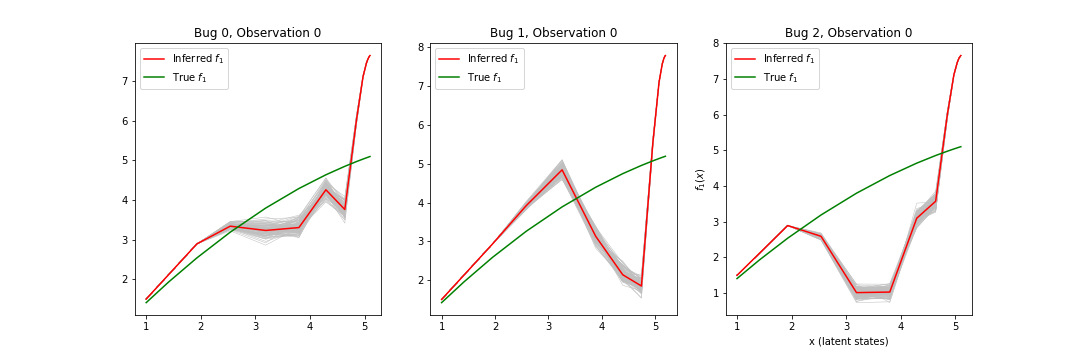 Bug 0, Observation 0
Inferred f₁
True f₁
7
6
5
4
3
2
1 2 3 4 5
Bug 1, Observation 0
Inferred f₁
True f₁
8
7
6
5
4
3
2
1 2 3 4 5
Bug 2, Observation 0
Inferred f₁
True f₁
f₁(x)
8
7
6
5
4
3
2
1
1 2 3 4 5
x (latent states)